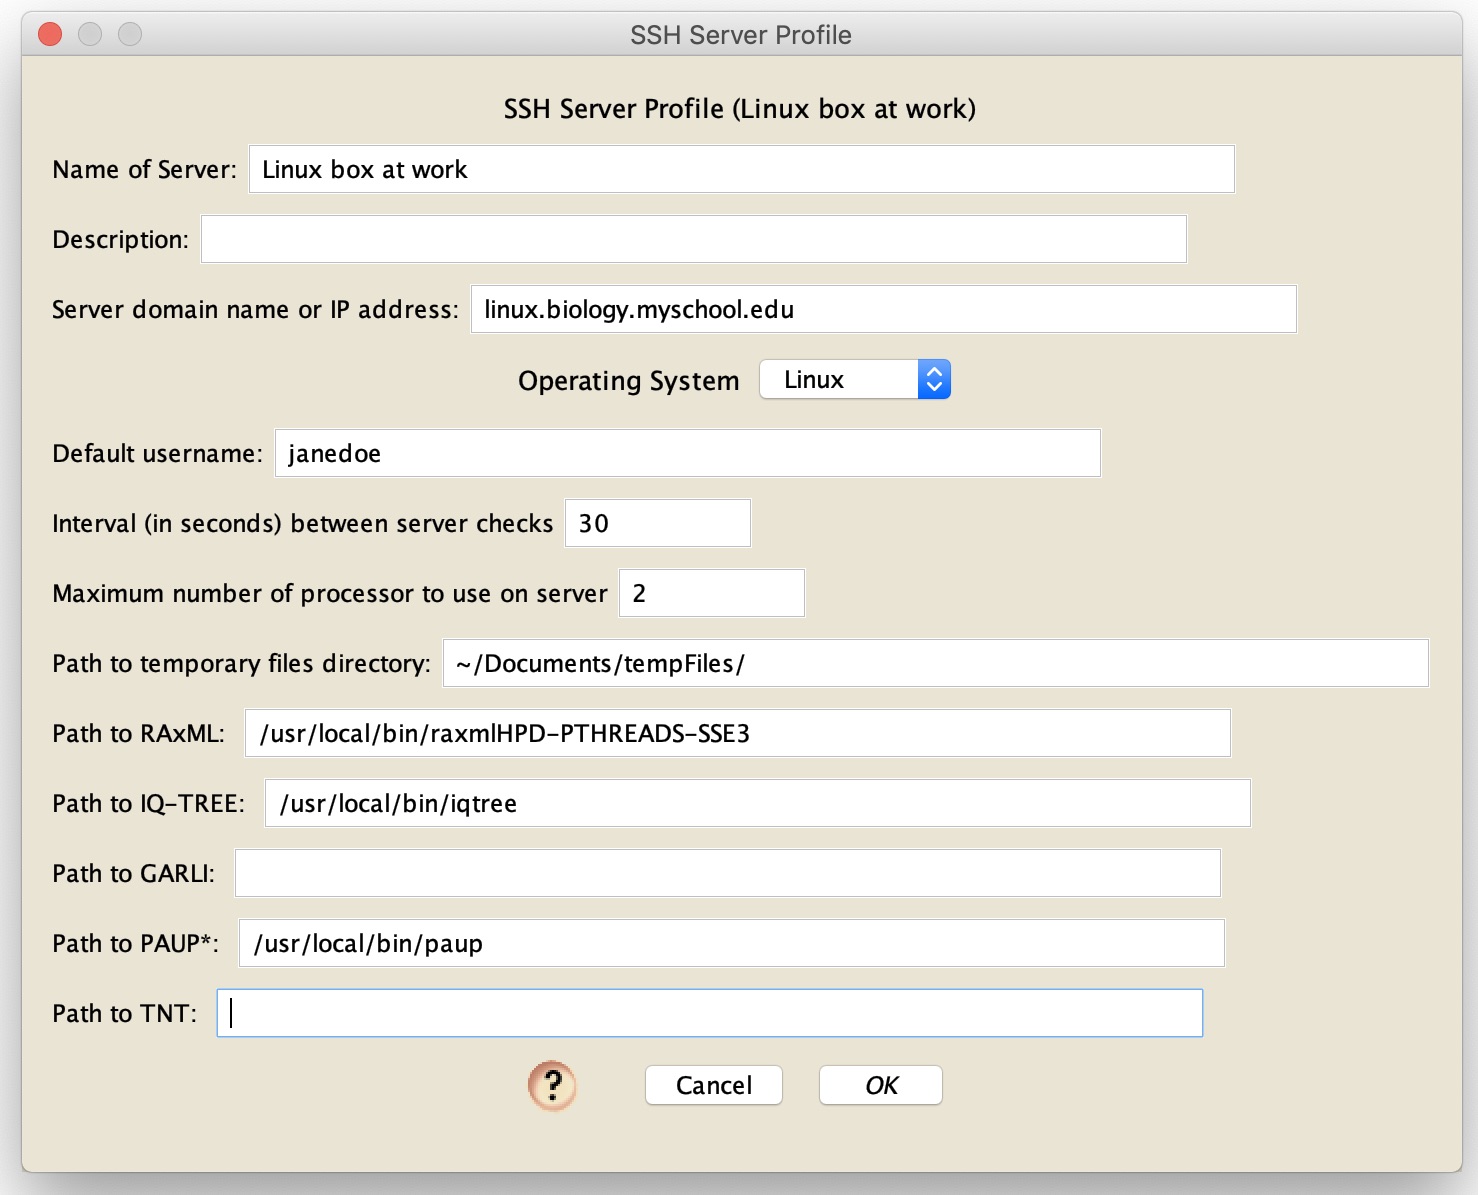 SSH Server Profile
SSH Server Profile (Linux box at work)
Name of Server: Linux box at work
Description:
Server domain name or IP address: linux.biology.myschool.edu
Operating System Linux
Default username: janedoe
Interval (in seconds) between server checks 30
Maximum number of processor to use on server 2
Path to temporary files directory: ~/Documents/tempFiles/
Path to RAxML: /usr/local/bin/raxmlHPD-PTHREADS-SSE3
Path to IQ-TREE: /usr/local/bin/iqtree
Path to GARLI:
Path to PAUP*: /usr/local/bin/paup
Path to TNT:
? Cancel OK